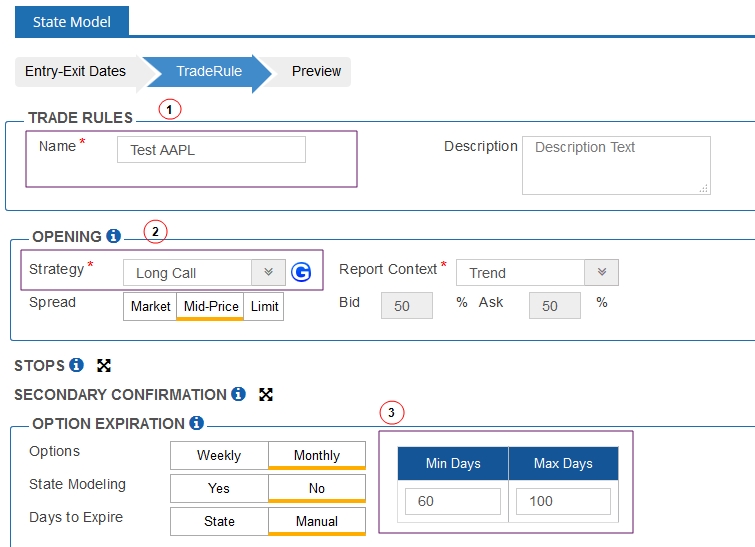 State Model
Entry-Exit Dates TradeRule Preview
TRADE RULES 1
Name * Test AAPL Description Description Text
OPENING i 2
Strategy * Long Call G Report Context * Trend
Spread Market Mid-Price Limit Bid 50 % Ask 50 %
STOPS i
SECONDARY CONFIRMATION i
OPTION EXPIRATION i 3
Options Weekly Monthly Min Days Max Days
State Modeling Yes No 60 100
Days to Expire State Manual